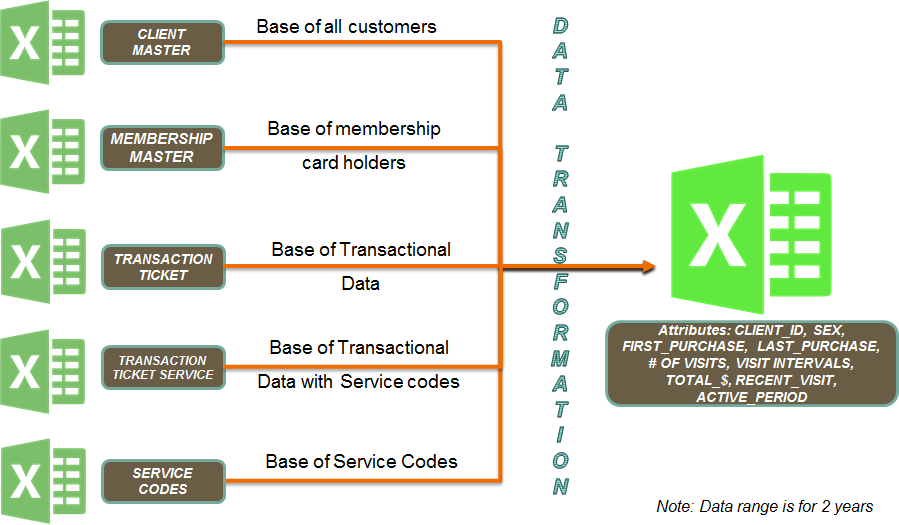 CLIENT
MASTER
Base of all customers
MEMBERSHIP
MASTER
Base of membership
card holders
TRANSACTION
TICKET
Base of Transactional
Data
TRANSACTION
TICKET SERVICE
Base of Transactional
Data with Service codes
SERVICE
CODES
Base of Service Codes
DATA TRANSFORMATION
X
X
X
X
X
X
Attributes: CLIENT_ID, SEX,
FIRST_PURCHASE, LAST_PURCHASE,
# OF VISITS, VISIT INTERVALS,
TOTAL_$, RECENT_VISIT,
ACTIVE_PERIOD
Note: Data range is for 2 years